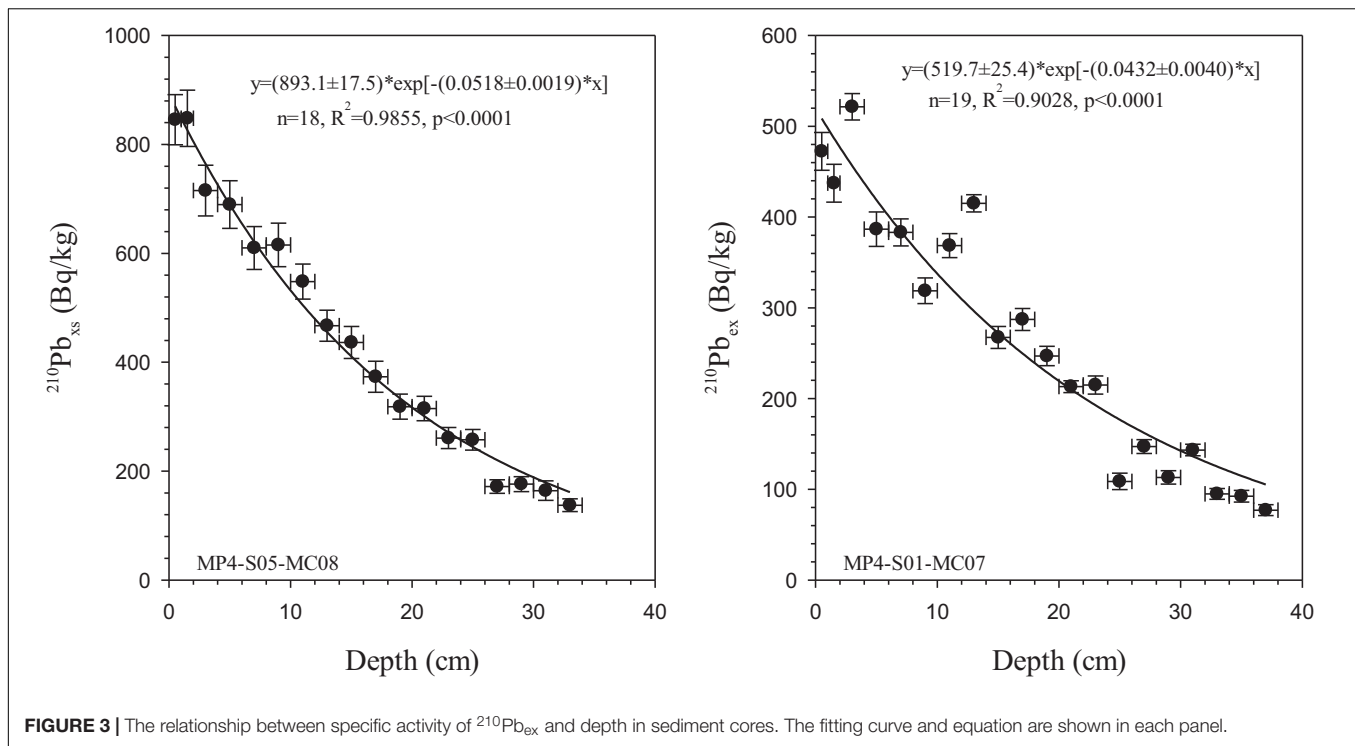 1000
800
600
400
200
0
²¹⁰Pbxs (Bq/kg)
y=(893.1±17.5)*exp[-(0.0518±0.0019)*x]
n=18, R²=0.9855, p<0.0001
MP4-S05-MC08
0 10 20 30 40
Depth (cm)
600
500
400
300
200
100
0
²¹⁰Pbex (Bq/kg)
y=(519.7±25.4)*exp[-(0.0432±0.0040)*x]
n=19, R²=0.9028, p<0.0001
MP4-S01-MC07
0 10 20 30 40
Depth (cm)
FIGURE 3 | The relationship between specific activity of ²¹⁰Pbex and depth in sediment cores. The fitting curve and equation are shown in each panel.